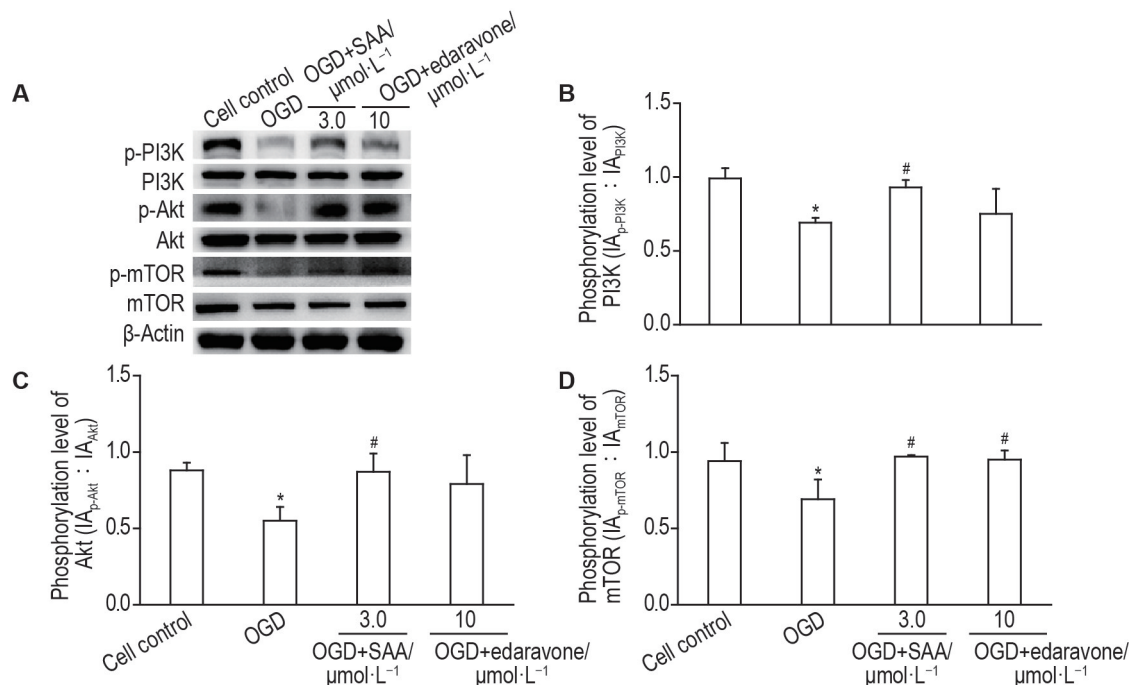 A
Cell control
OGD
OGD+SAA/
μmol·L⁻¹
OGD+edaravone/
μmol·L⁻¹
3.0
10
p-PI3K
PI3K
p-Akt
Akt
p-mTOR
mTOR
β-Actin
B
Phosphorylation level of
PI3K (IAp-PI3K : IAPI3K)
1.5
1.0
0.5
0.0
*
#
C
Phosphorylation level of
Akt (IAp-Akt : IAAkt)
1.5
1.0
0.5
0.0
*
#
Cell control
OGD
3.0
10
OGD+SAA/
μmol·L⁻¹
OGD+edaravone/
μmol·L⁻¹
D
Phosphorylation level of
mTOR (IAp-mTOR : IAmTOR)
1.5
1.0
0.5
0.0
*
#
#
Cell control
OGD
3.0
10
OGD+SAA/
μmol·L⁻¹
OGD+edaravone/
μmol·L⁻¹